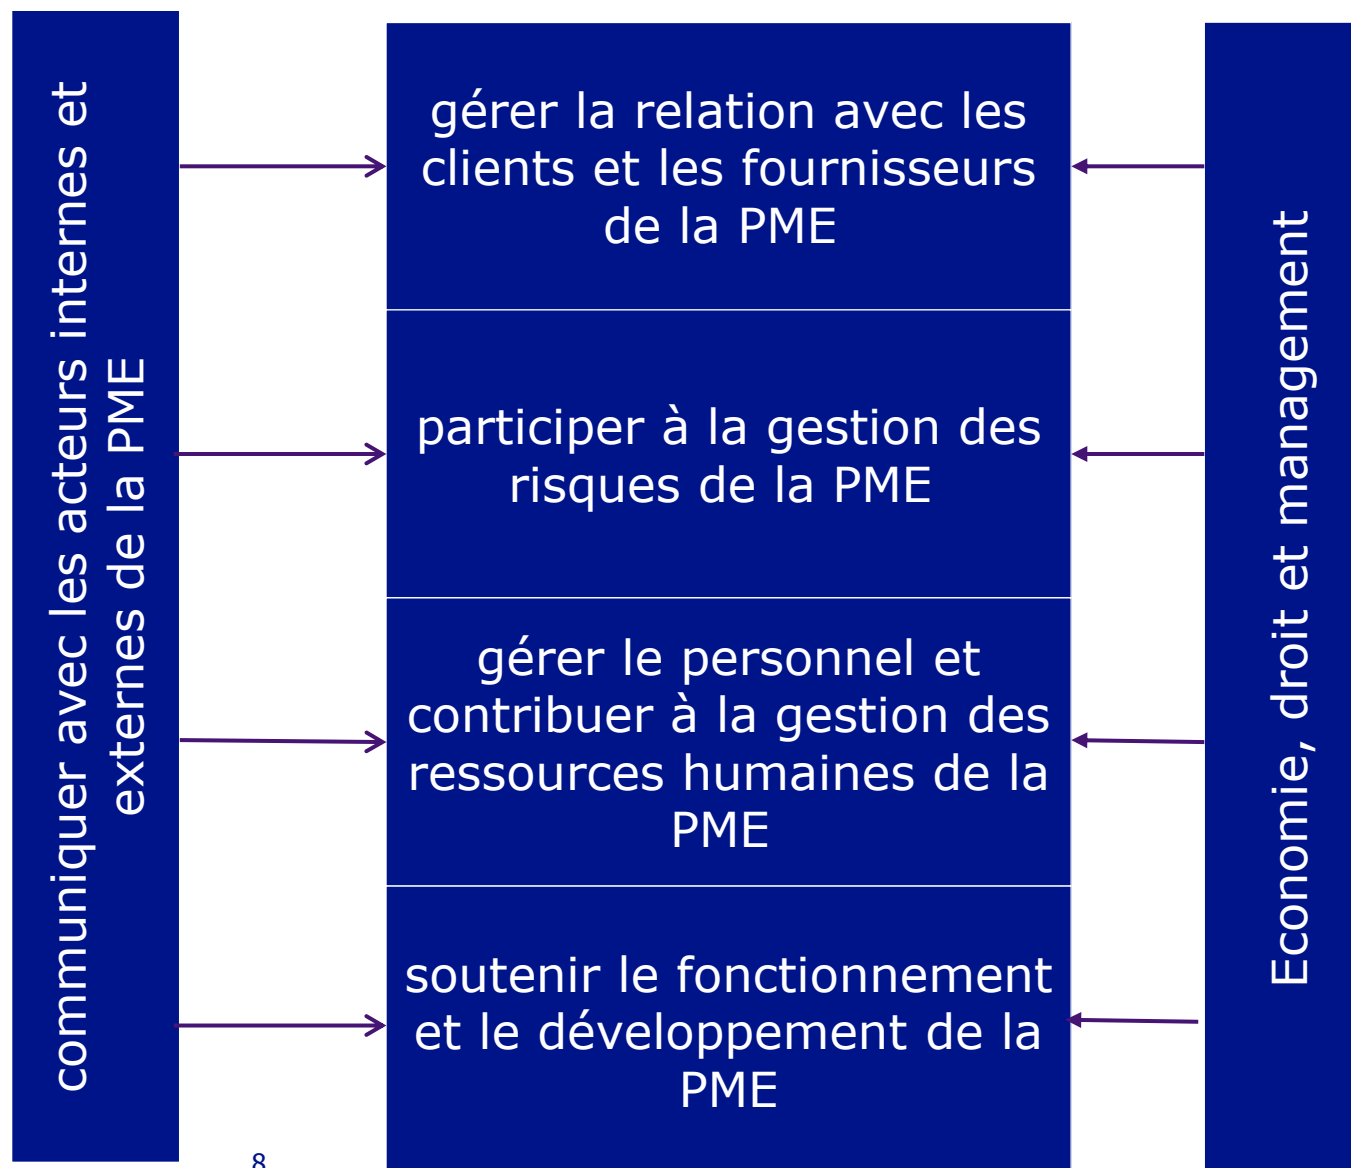 communiquer avec les acteurs internes et
externes de la PME
gérer la relation avec les
clients et les fournisseurs
de la PME
participer à la gestion des
risques de la PME
gérer le personnel et
contribuer à la gestion des
ressources humaines de la
PME
soutenir le fonctionnement
et le développement de la
PME
Economie, droit et management
8